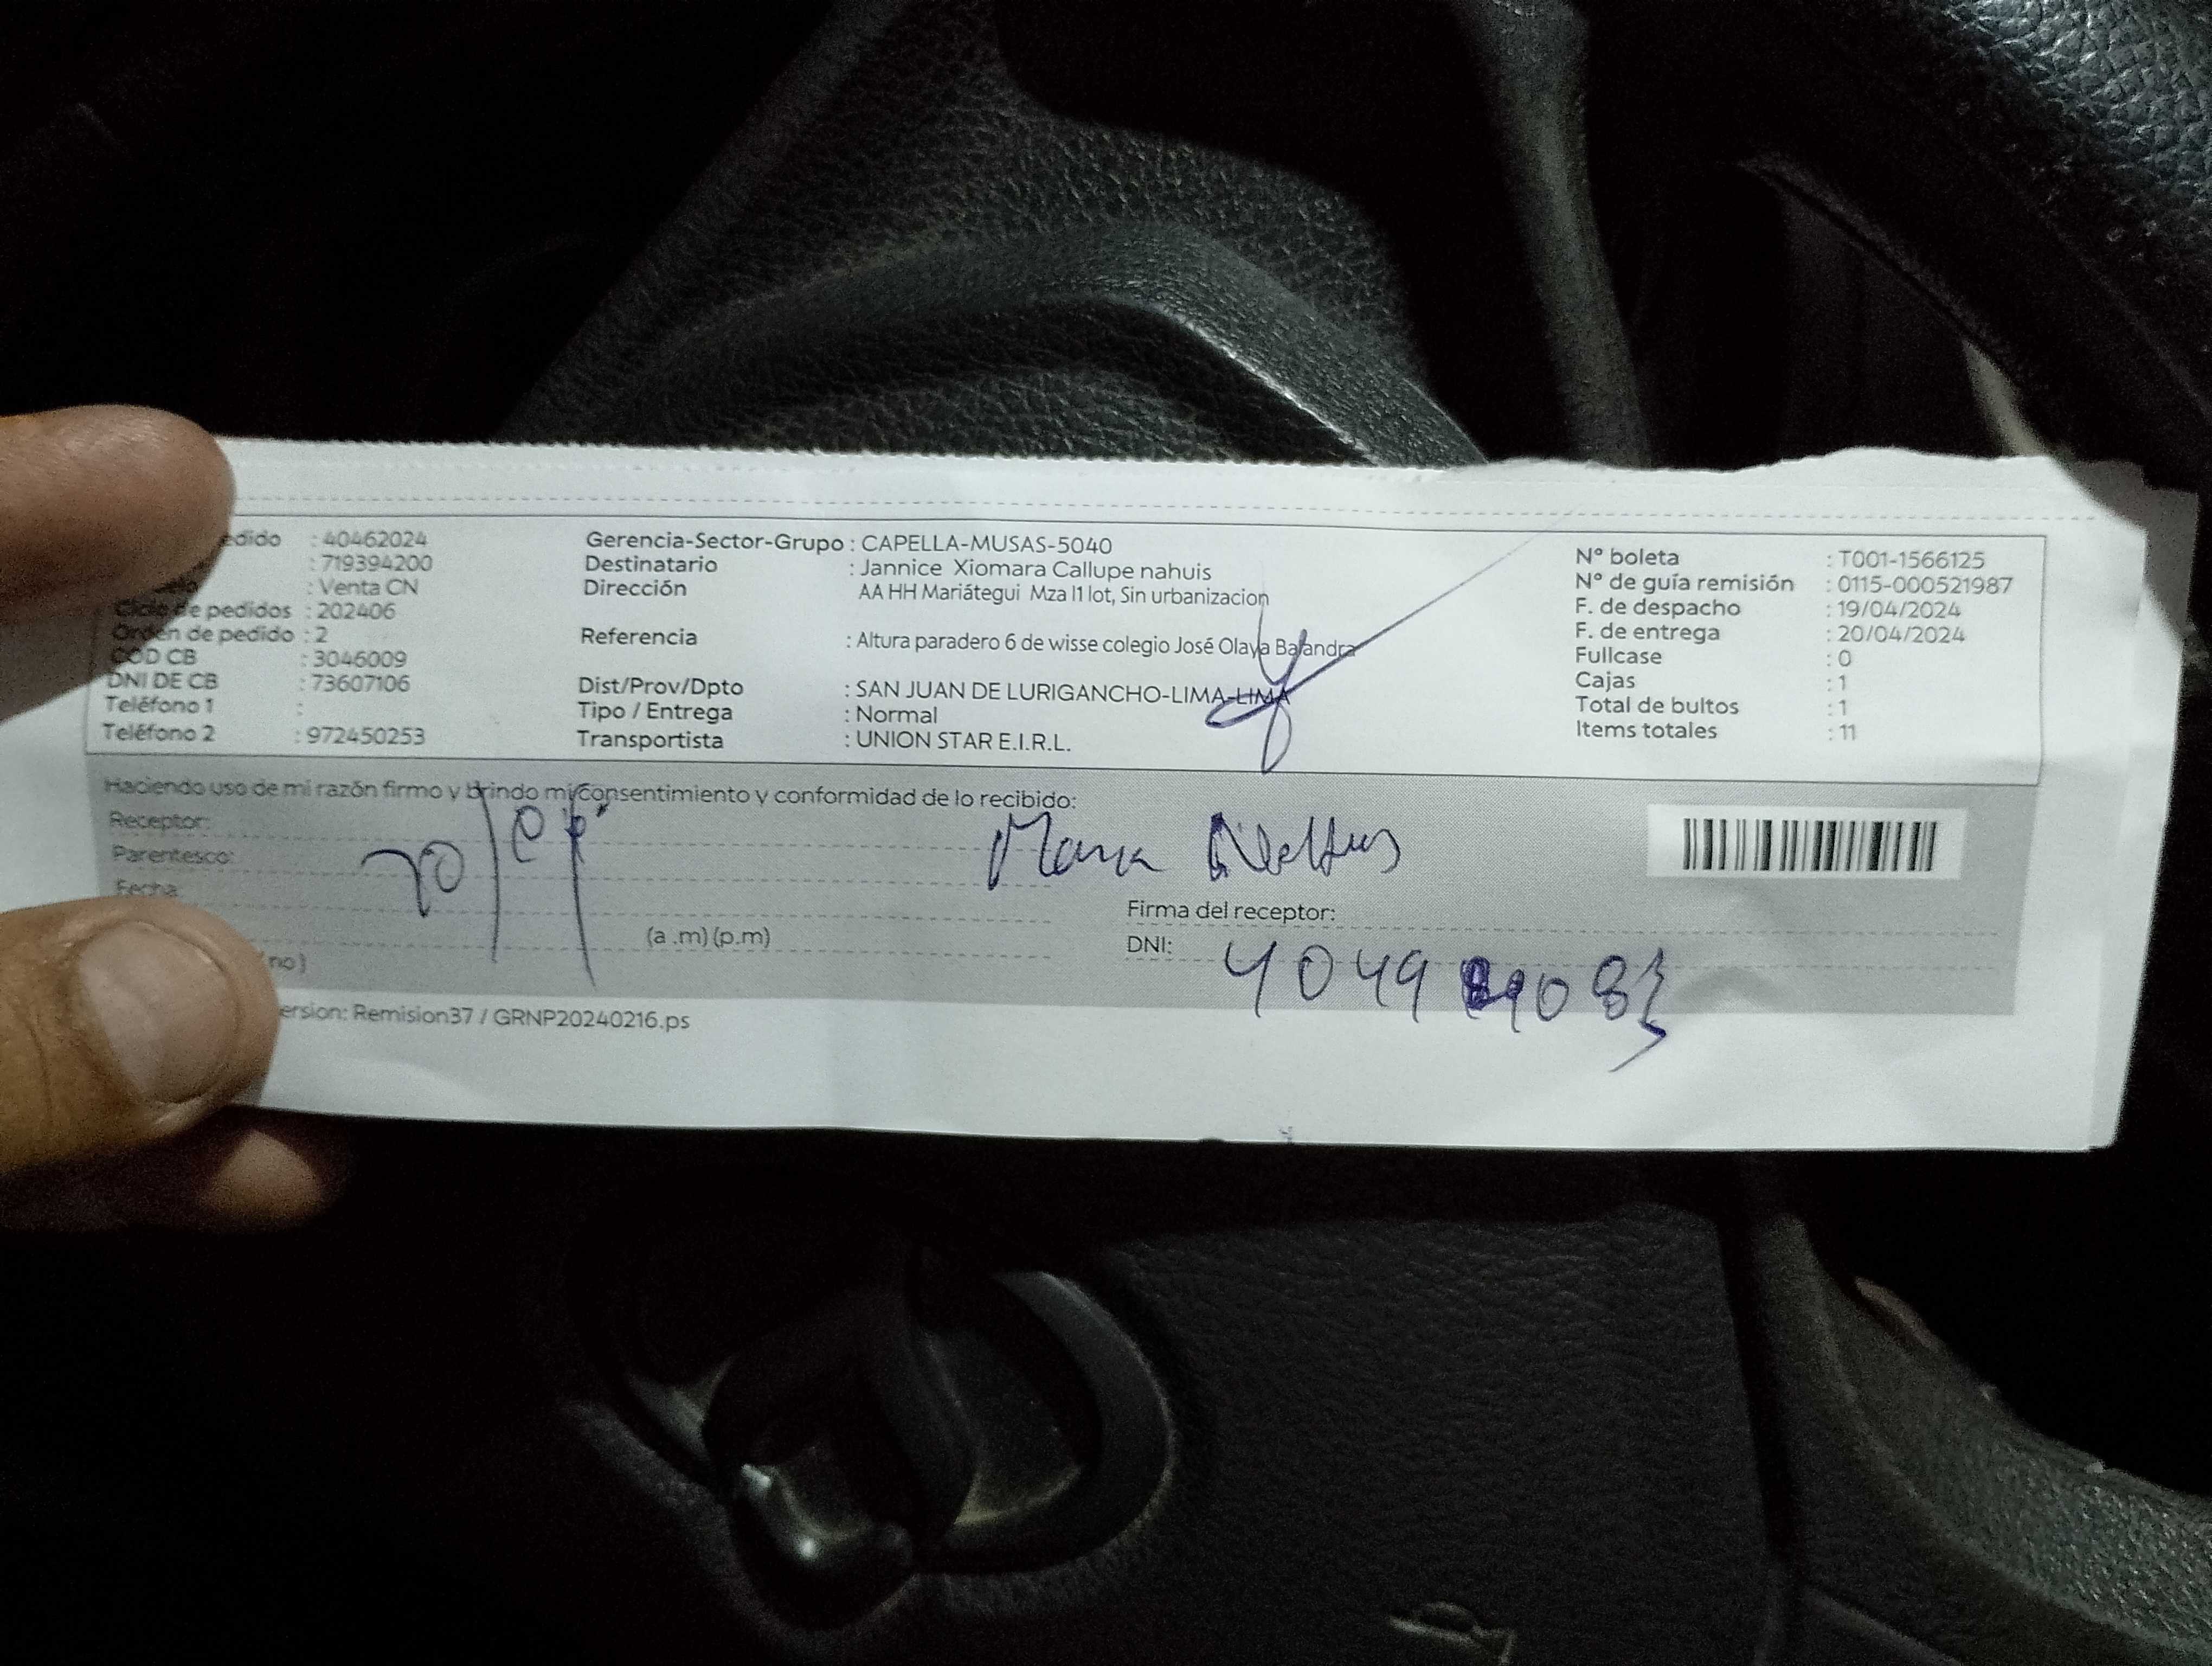 edido : 40462024
: 719394200
: Venta CN
Ciclo de pedidos : 202406
Orden de pedido : 2
COD CB : 3046009
DNI DE CB : 73607106
Teléfono 1 :
Teléfono 2 : 972450253
Gerencia-Sector-Grupo : CAPELLA-MUSAS-5040
Destinatario : Jannice Xiomara Callupe nahuis
Dirección AA HH Mariátegui Mza I1 lot, Sin urbanizacion
Referencia : Altura paradero 6 de wisse colegio José Olaya Balandra
Dist/Prov/Dpto : SAN JUAN DE LURIGANCHO-LIMA-LIMA
Tipo / Entrega : Normal
Transportista : UNION STAR E.I.R.L.
N° boleta : T001-1566125
N° de guía remisión : 0115-000521987
F. de despacho : 19/04/2024
F. de entrega : 20/04/2024
Fullcase : 0
Cajas : 1
Total de bultos : 1
Items totales : 11
Haciendo uso de mi razón firmo y brindo mi consentimiento y conformidad de lo recibido:
Receptor:
Parentesco:
Fecha:
(a .m) (p.m)
no)
Maria
Firma del receptor:
DNI:
ersion: Remision37 / GRNP20240216.ps